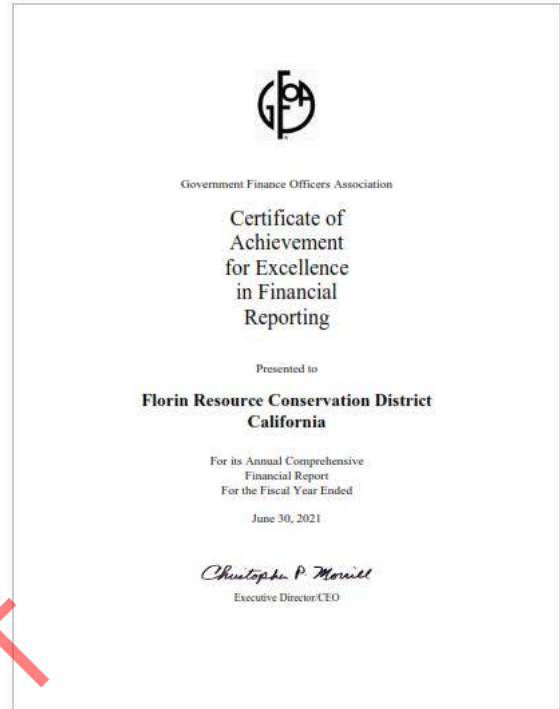 GFOA
Government Finance Officers Association
Certificate of
Achievement
for Excellence
in Financial
Reporting
Presented to
Florin Resource Conservation District
California
For its Annual Comprehensive
Financial Report
For the Fiscal Year Ended
June 30, 2021
Christopher P. Morrill
Executive Director/CEO